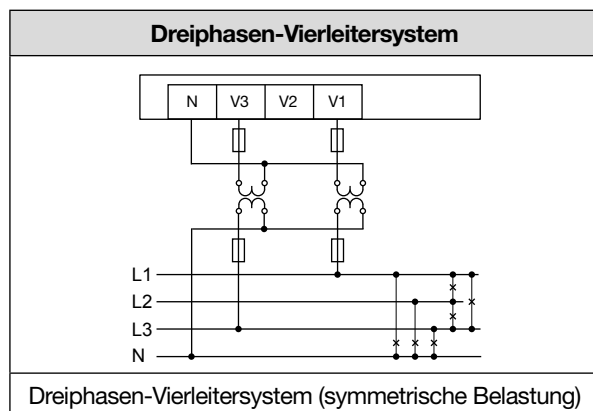 Dreiphasen-Vierleitersystem
N V3 V2 V1
L1
L2
L3
N
Dreiphasen-Vierleitersystem (symmetrische Belastung)